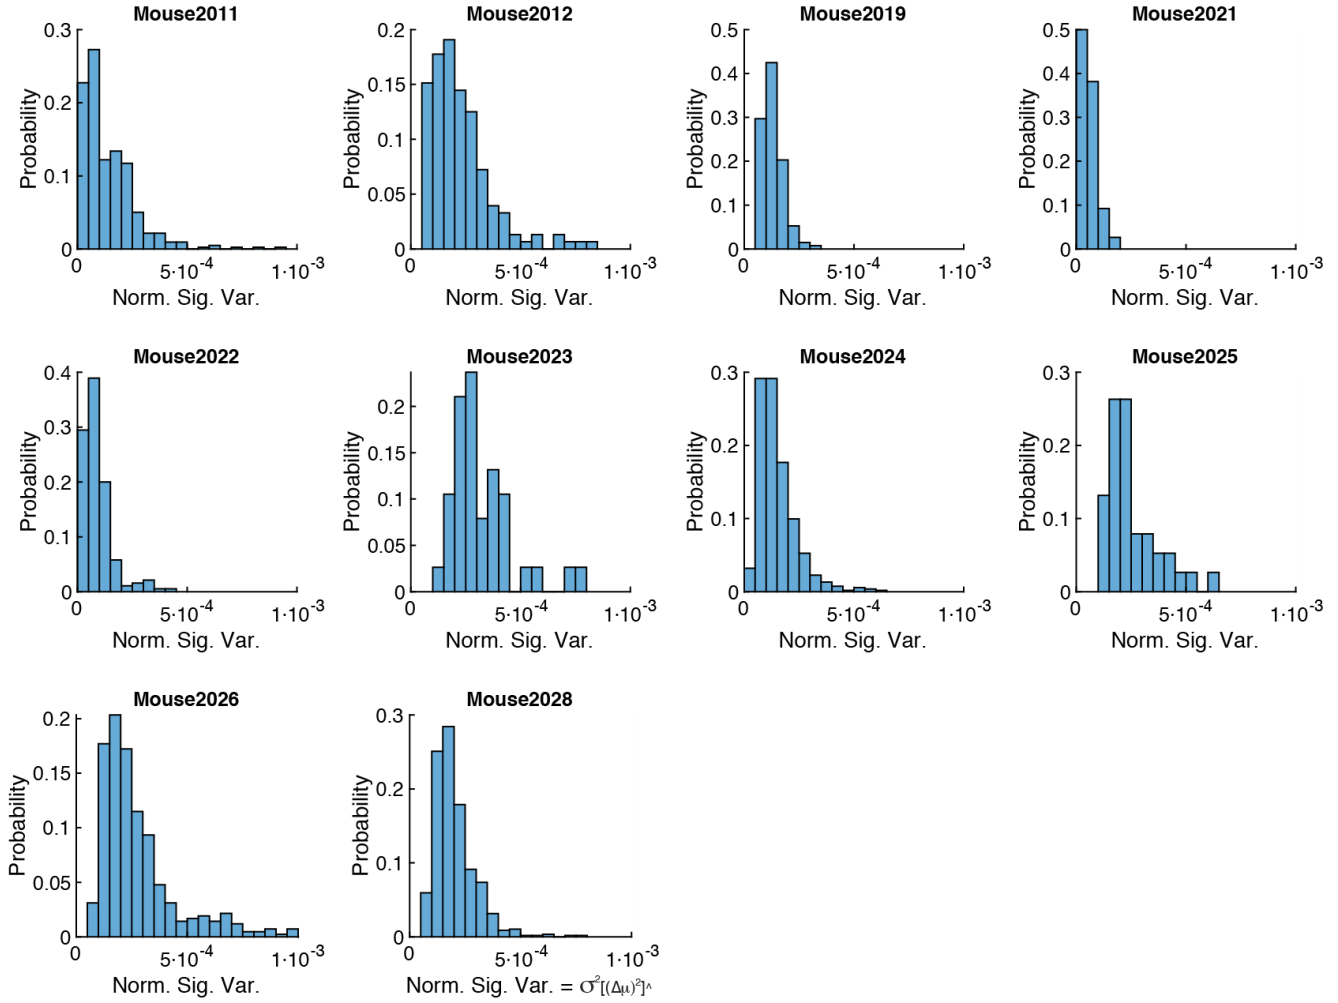 Mouse2011 Mouse2012 Mouse2019 Mouse2021
0.3 0.2 0.5 0.5
0.4 0.4
0.15
0.2 0.3 0.3
Probability Probability Probability Probability
0.1
0.2 0.2
0.1
0.05 0.1 0.1
0 0 0 0
0 5·10⁻⁴ 1·10⁻³ 0 5·10⁻⁴ 1·10⁻³ 0 5·10⁻⁴ 1·10⁻³ 0 5·10⁻⁴ 1·10⁻³
Norm. Sig. Var. Norm. Sig. Var. Norm. Sig. Var. Norm. Sig. Var.
Mouse2022 Mouse2023 Mouse2024 Mouse2025
0.4 0.3 0.3
0.2
0.3
0.15 0.2 0.2
Probability Probability Probability Probability
0.2
0.1
0.1 0.1 0.1
0.05
0 0 0 0
0 5·10⁻⁴ 1·10⁻³ 0 5·10⁻⁴ 1·10⁻³ 0 5·10⁻⁴ 1·10⁻³ 0 5·10⁻⁴ 1·10⁻³
Norm. Sig. Var. Norm. Sig. Var. Norm. Sig. Var. Norm. Sig. Var.
Mouse2026 Mouse2028
0.2 0.3
0.15 0.2
Probability Probability
0.1
0.1
0.05
0 0
0 5·10⁻⁴ 1·10⁻³ 0 5·10⁻⁴ 1·10⁻³
Norm. Sig. Var. Norm. Sig. Var. = σ²[(Δμ)²]^